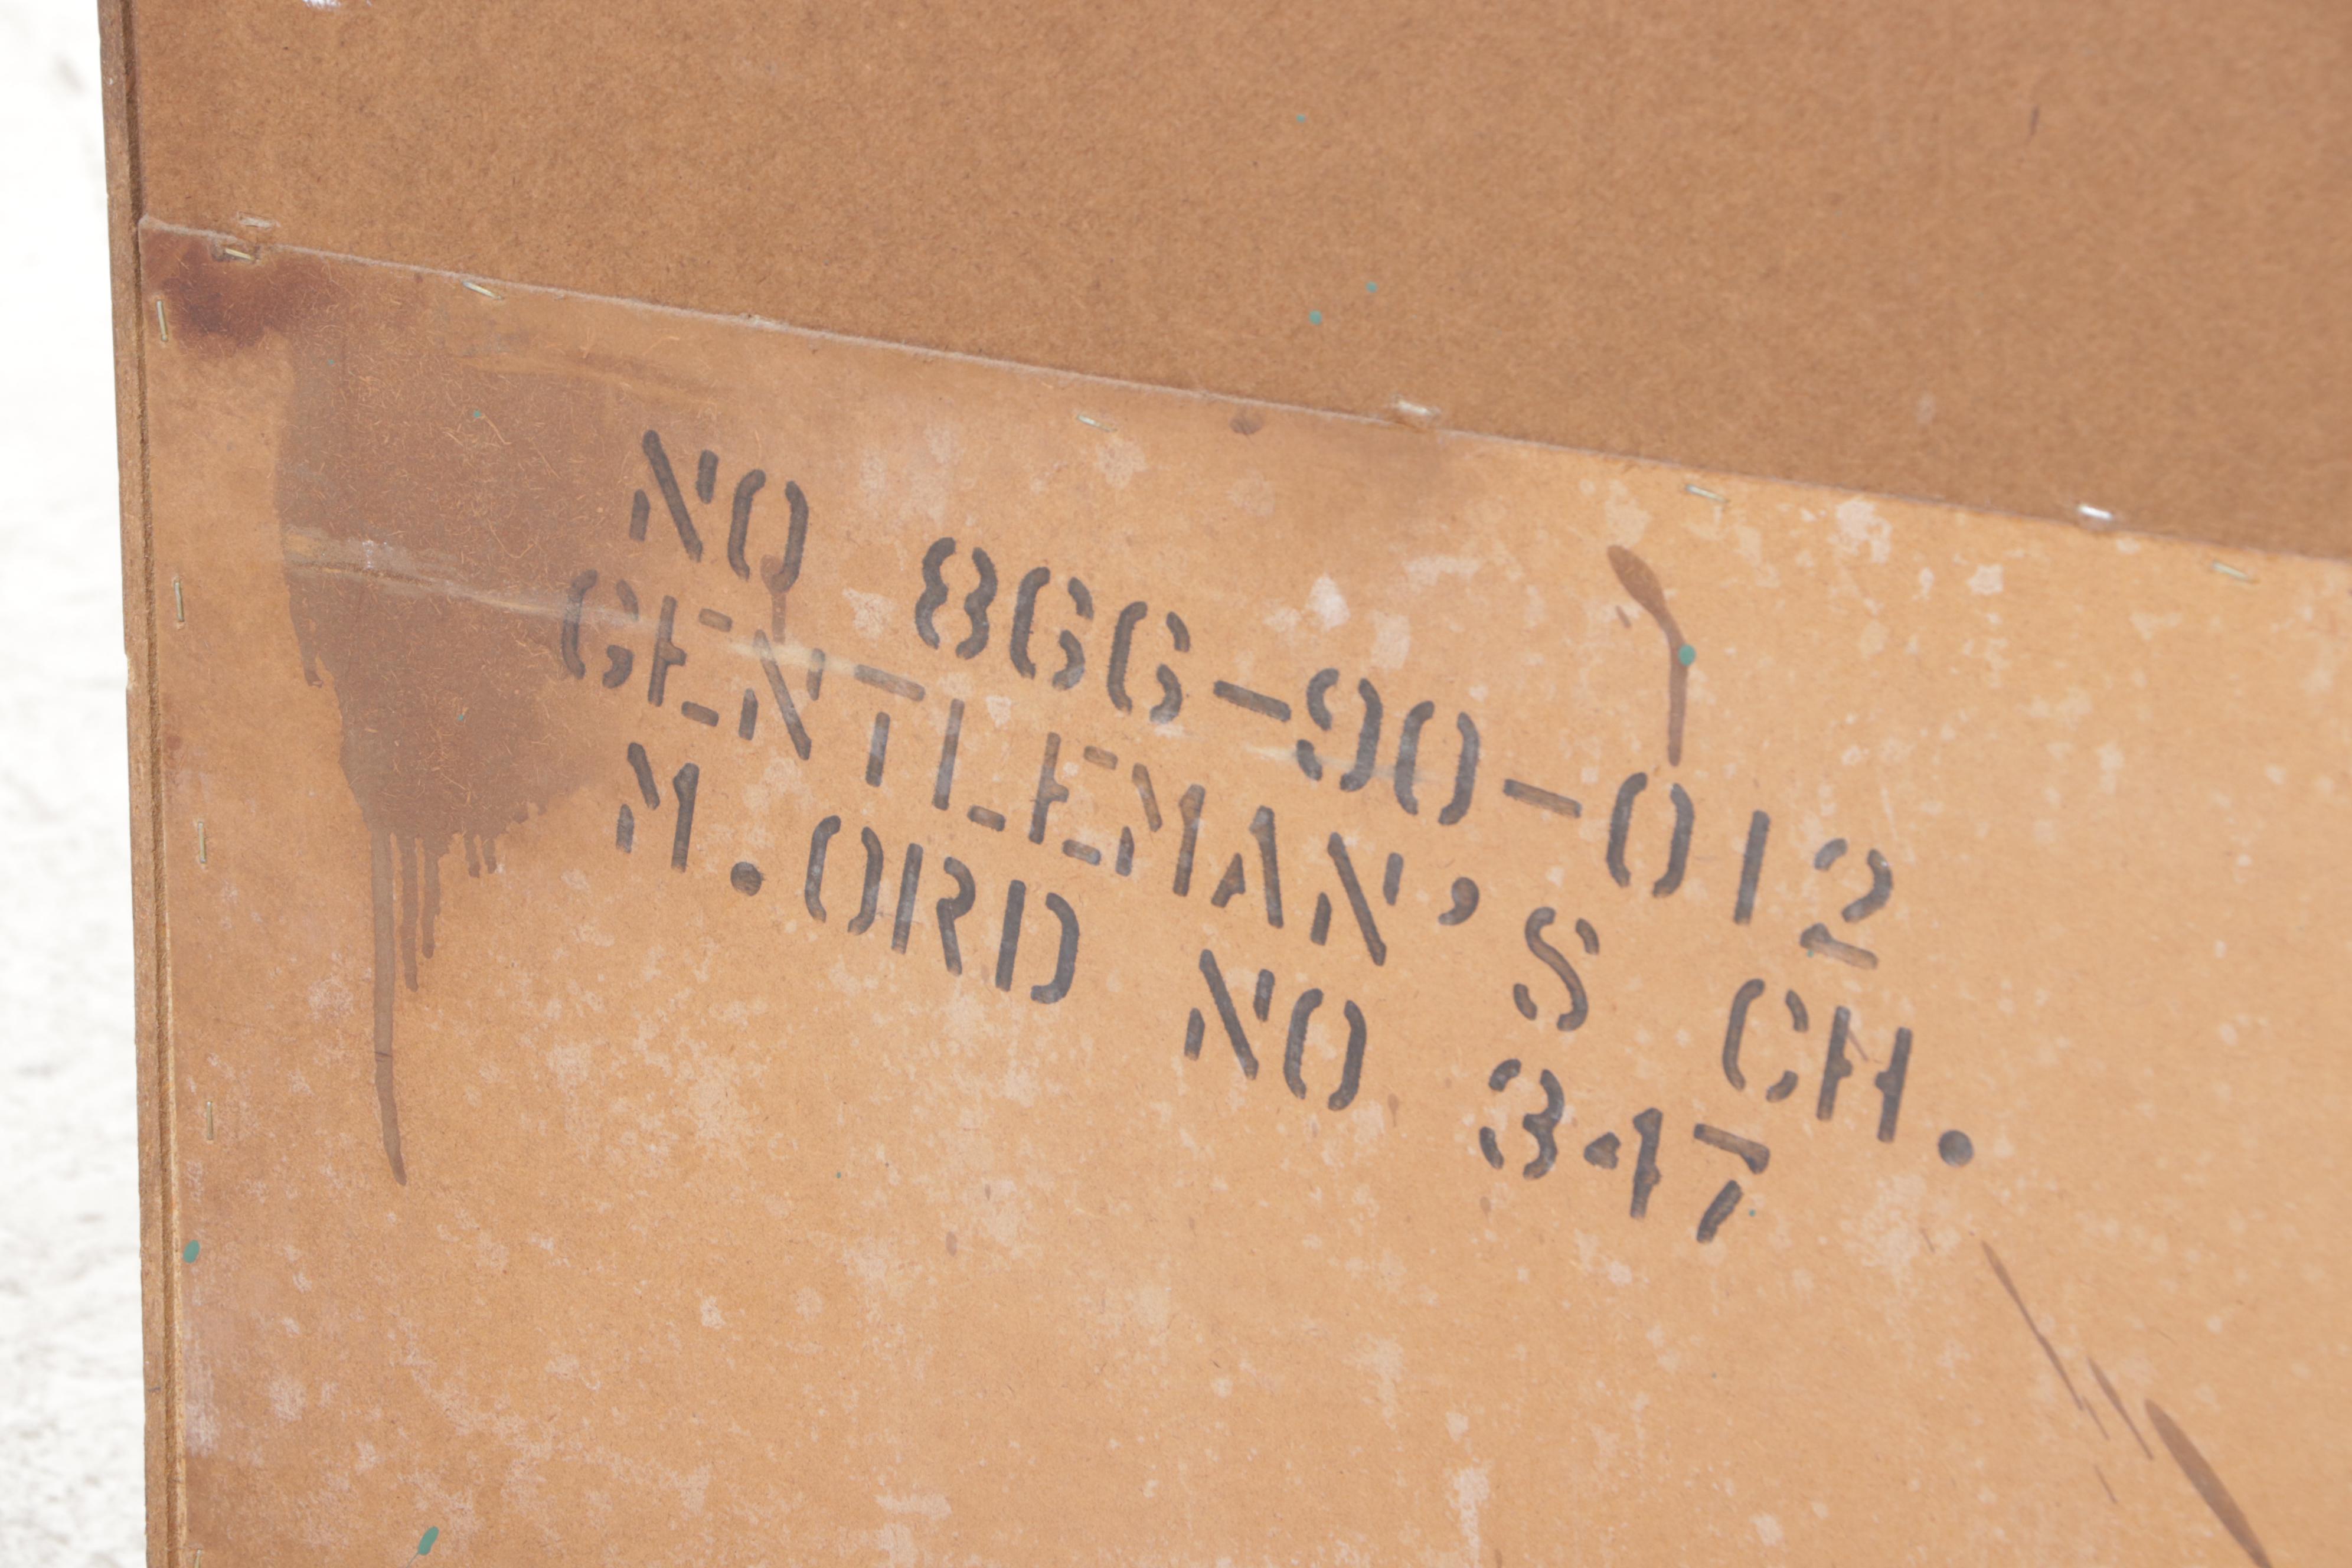 NO 866-90-012
GENTLEMAN'S CH.
M.ORD NO 347